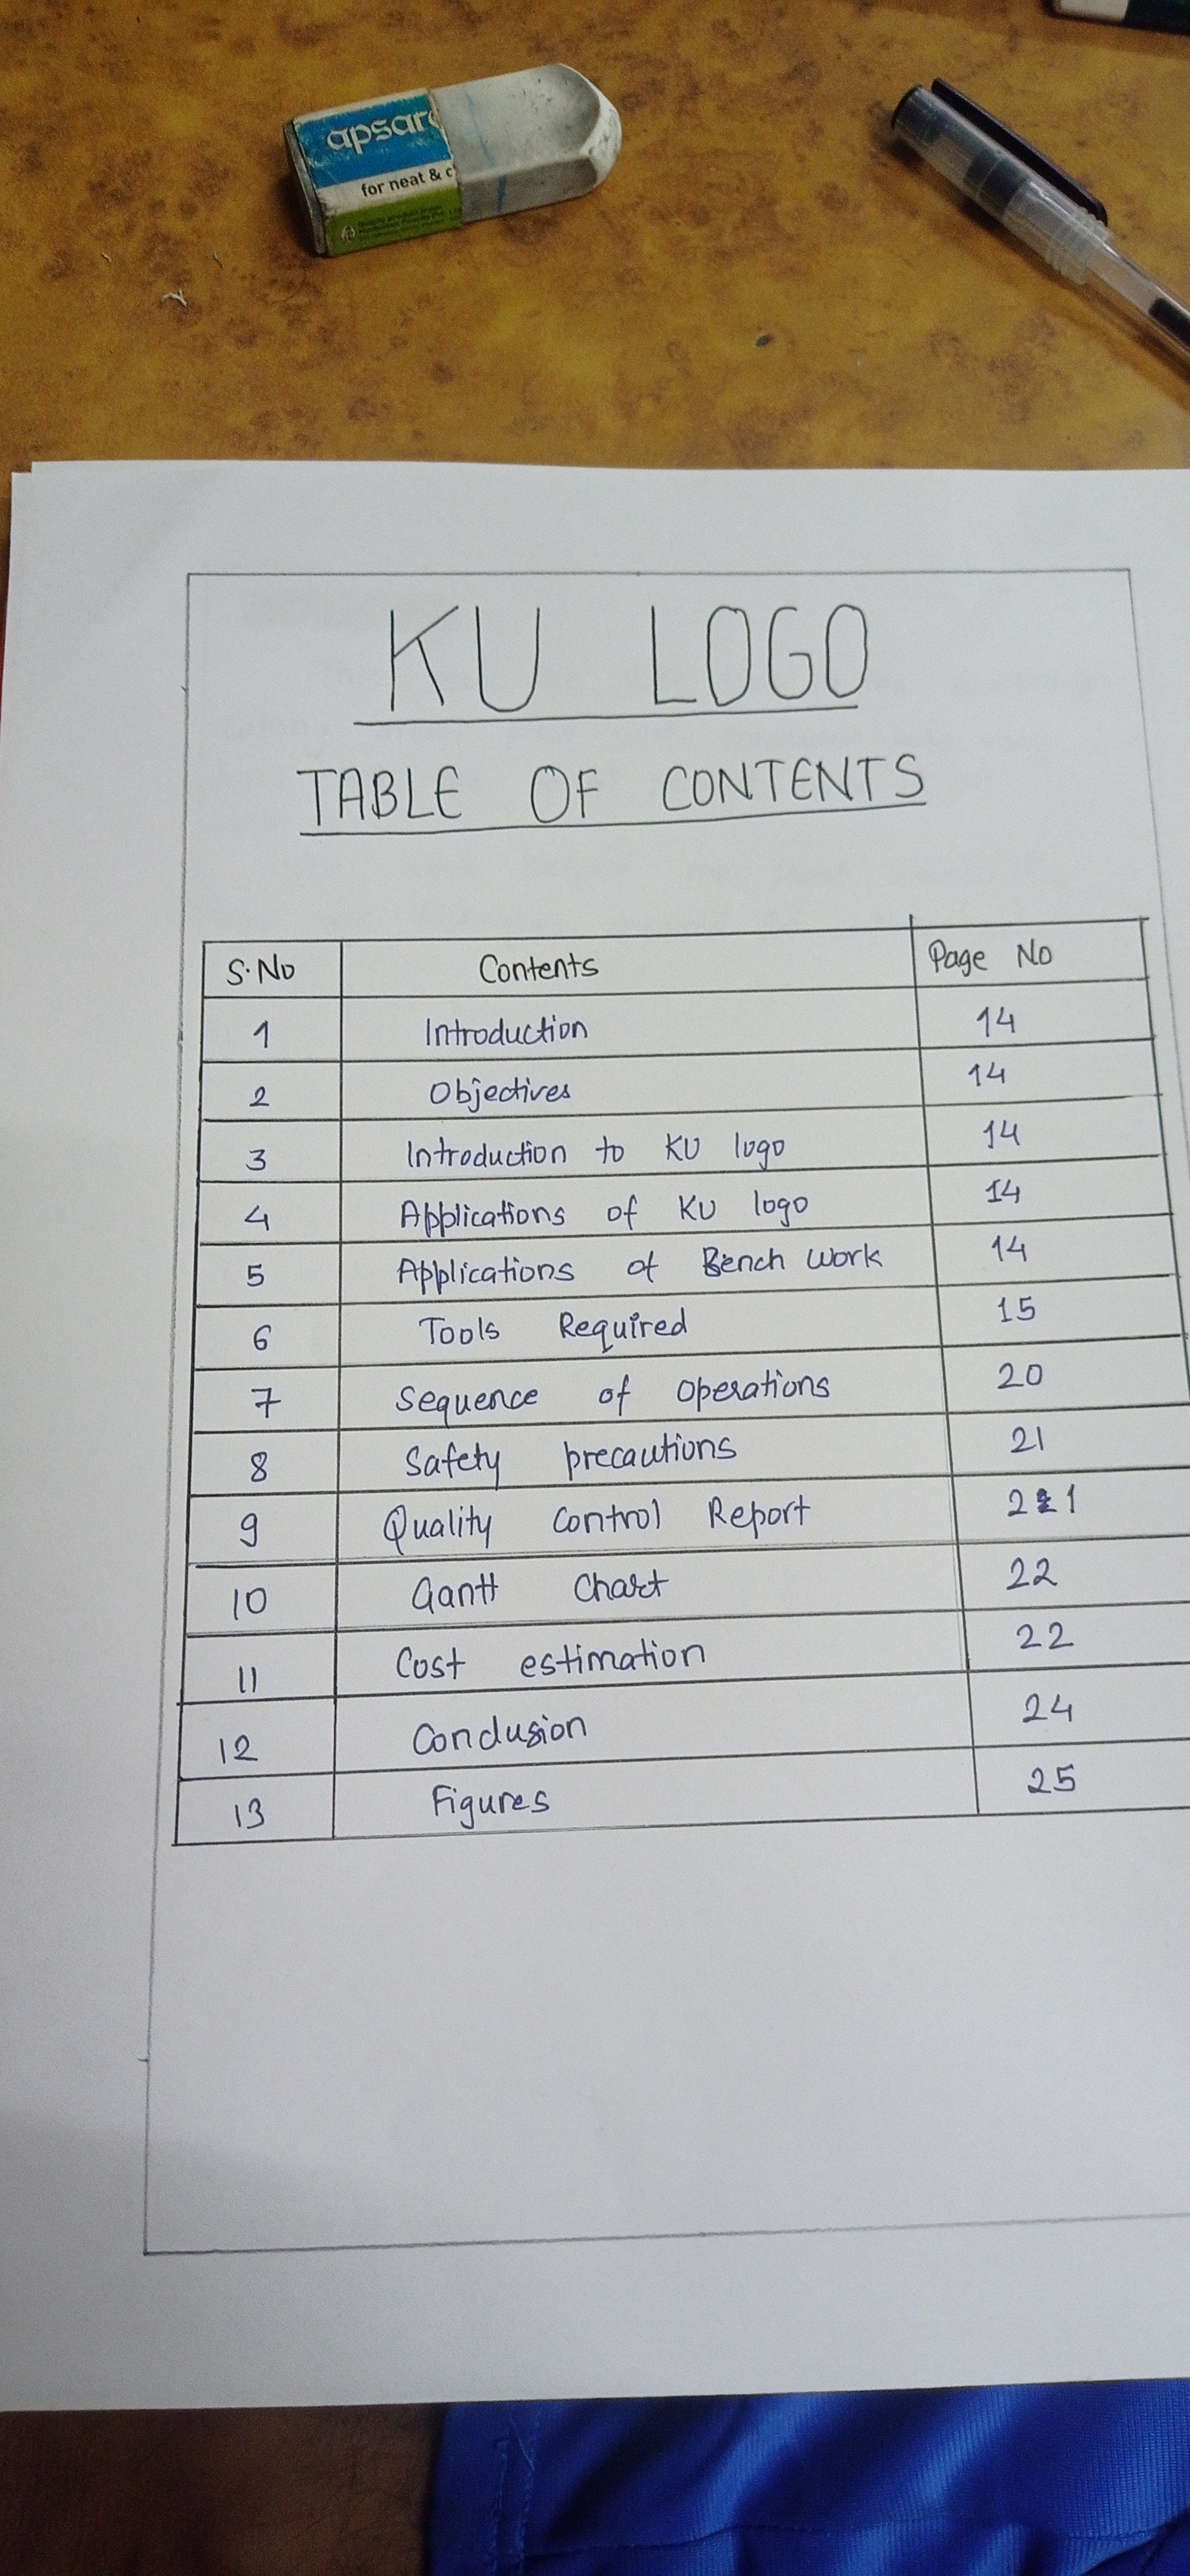 apsar
for neat & c
KU LOGO
TABLE OF CONTENTS
S.No Contents Page No
1 Introduction 14
2 Objectives 14
3 Introduction to KU logo 14
4 Applications of KU logo 14
5 Applications of Bench work 14
6 Tools Required 15
7 Sequence of operations 20
8 Safety precautions 21
9 Quality Control Report 21
10 Gantt Chart 22
11 Cost estimation 22
12 Conclusion 24
13 Figures 25